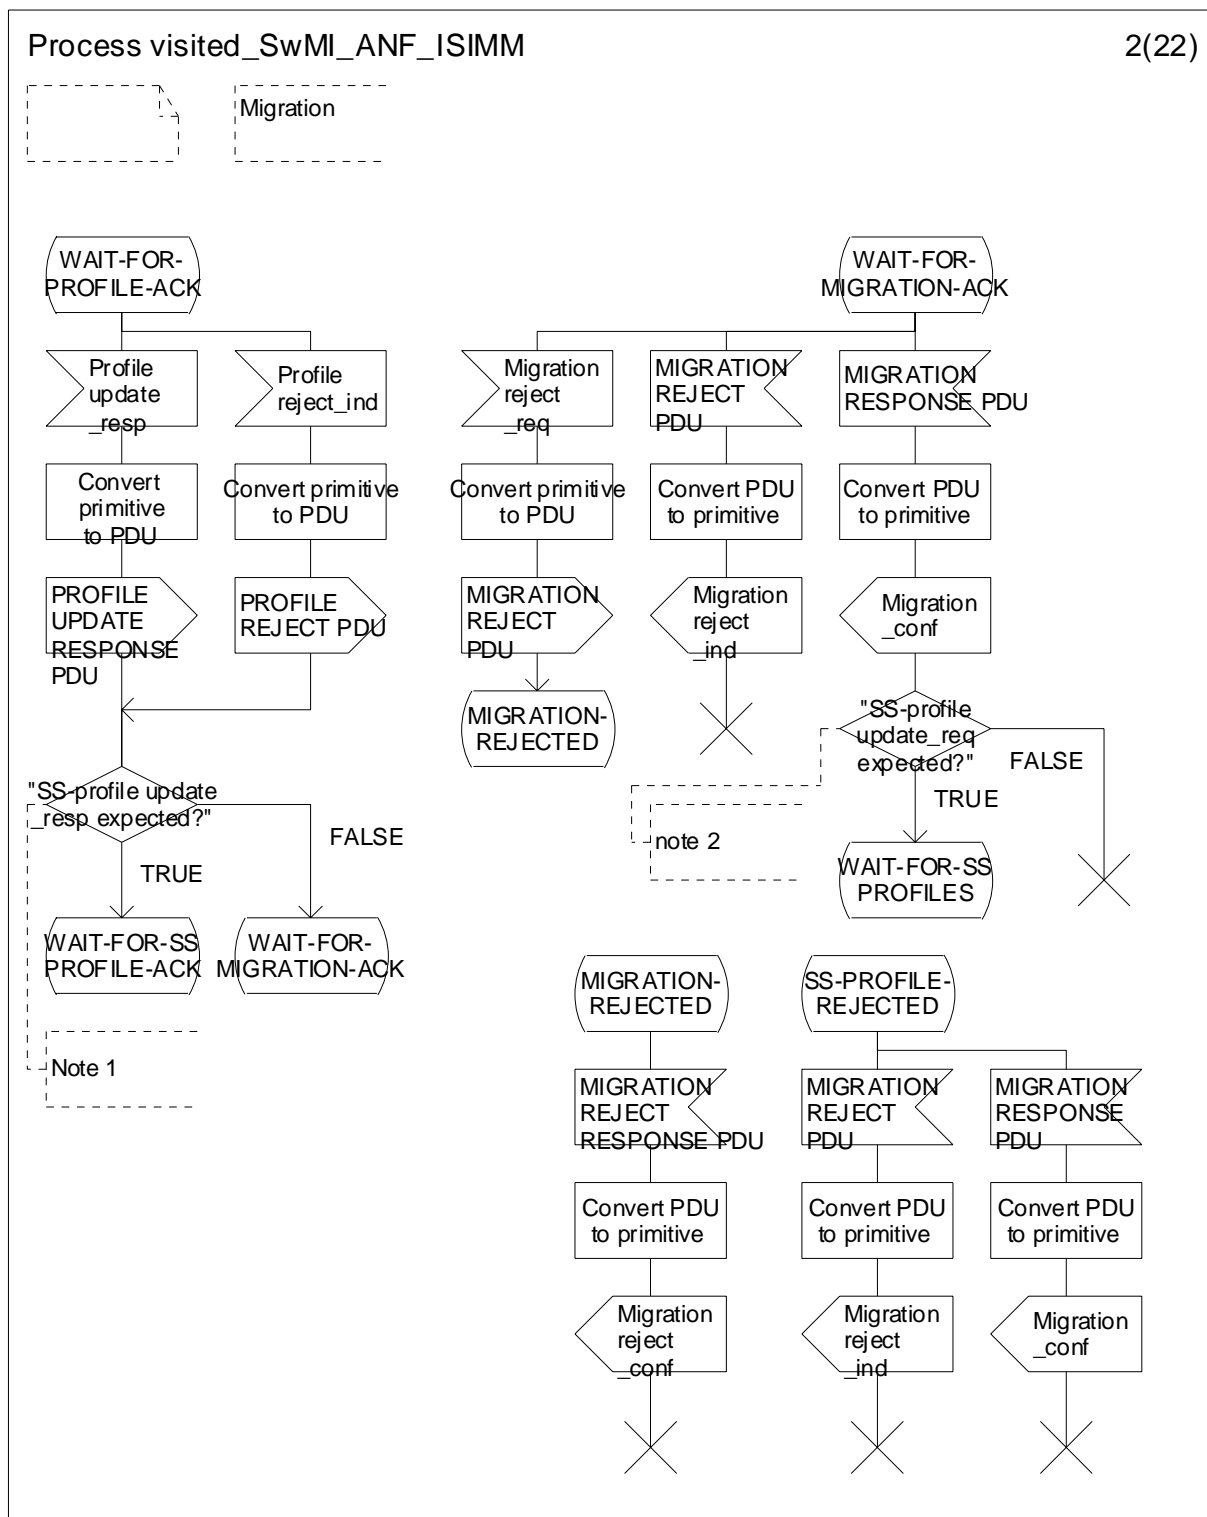 Process visited_SwMI_ANF_ISIMM
2(22)
Migration
WAIT-FOR-
PROFILE-ACK
WAIT-FOR-
MIGRATION-ACK
Profile
update
_resp
Profile
reject_ind
Migration
reject
_req
MIGRATION
REJECT
PDU
MIGRATION
RESPONSE PDU
Convert
primitive
to PDU
Convert primitive
to PDU
Convert primitive
to PDU
Convert PDU
to primitive
Convert PDU
to primitive
PROFILE
UPDATE
RESPONSE
PDU
PROFILE
REJECT PDU
MIGRATION
REJECT
PDU
Migration
reject
_ind
Migration
_conf
MIGRATION-
REJECTED
"SS-profile
update_req
expected?"
FALSE
TRUE
"SS-profile update
_resp expected?"
FALSE
TRUE
note 2
WAIT-FOR-SS
PROFILES
WAIT-FOR-SS
PROFILE-ACK
WAIT-FOR-
MIGRATION-ACK
MIGRATION-
REJECTED
SS-PROFILE-
REJECTED
Note 1
MIGRATION
REJECT
RESPONSE PDU
MIGRATION
REJECT
PDU
MIGRATION
RESPONSE
PDU
Convert PDU
to primitive
Convert PDU
to primitive
Convert PDU
to primitive
Migration
reject
_conf
Migration
reject
_ind
Migration
_conf